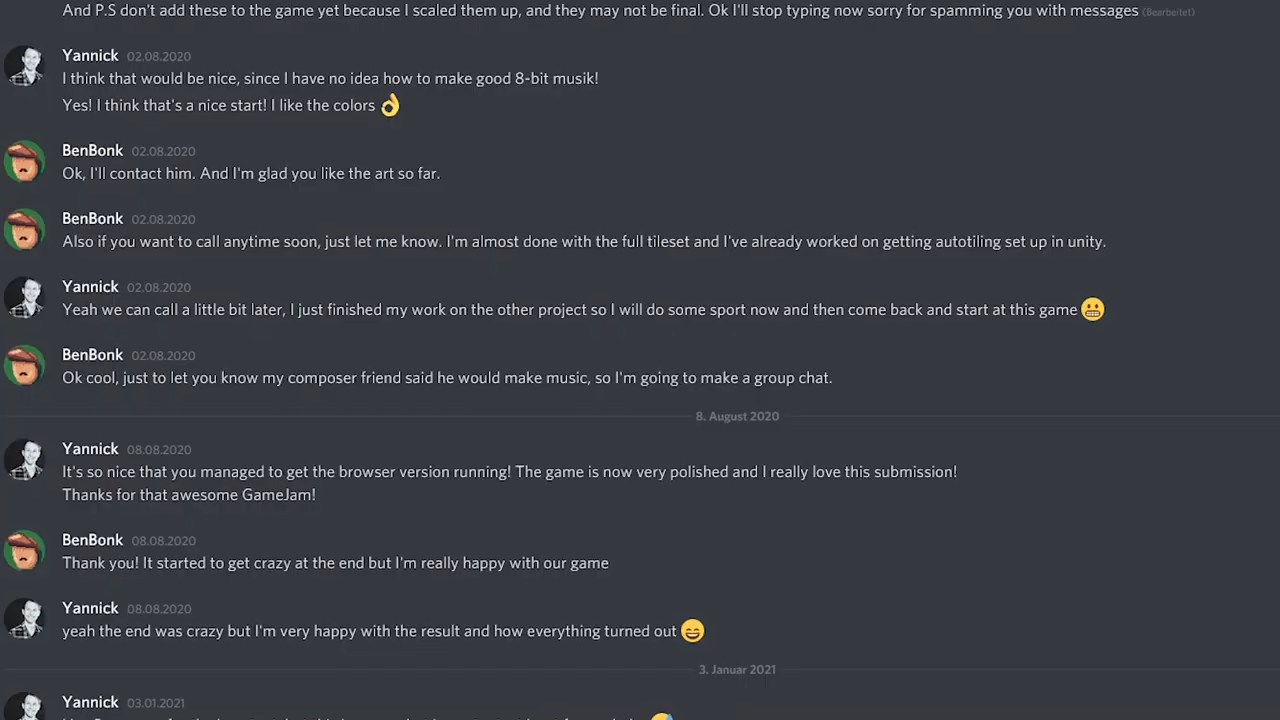 And P.S don't add these to the game yet because I scaled them up, and they may not be final. Ok I'll stop typing now sorry for spamming you with messages (Bearbeitet)
Yannick 02.08.2020
I think that would be nice, since I have no idea how to make good 8-bit musik!
Yes! I think that's a nice start! I like the colors 👌
BenBonk 02.08.2020
Ok, I'll contact him. And I'm glad you like the art so far.
BenBonk 02.08.2020
Also if you want to call anytime soon, just let me know. I'm almost done with the full tileset and I've already worked on getting autotiling set up in unity.
Yannick 02.08.2020
Yeah we can call a little bit later, I just finished my work on the other project so I will do some sport now and then come back and start at this game 😬
BenBonk 02.08.2020
Ok cool, just to let you know my composer friend said he would make music, so I'm going to make a group chat.
8. August 2020
Yannick 08.08.2020
It's so nice that you managed to get the browser version running! The game is now very polished and I really love this submission!
Thanks for that awesome GameJam!
BenBonk 08.08.2020
Thank you! It started to get crazy at the end but I'm really happy with our game
Yannick 08.08.2020
yeah the end was crazy but I'm very happy with the result and how everything turned out 😄
3. Januar 2021
Yannick 03.01.2021